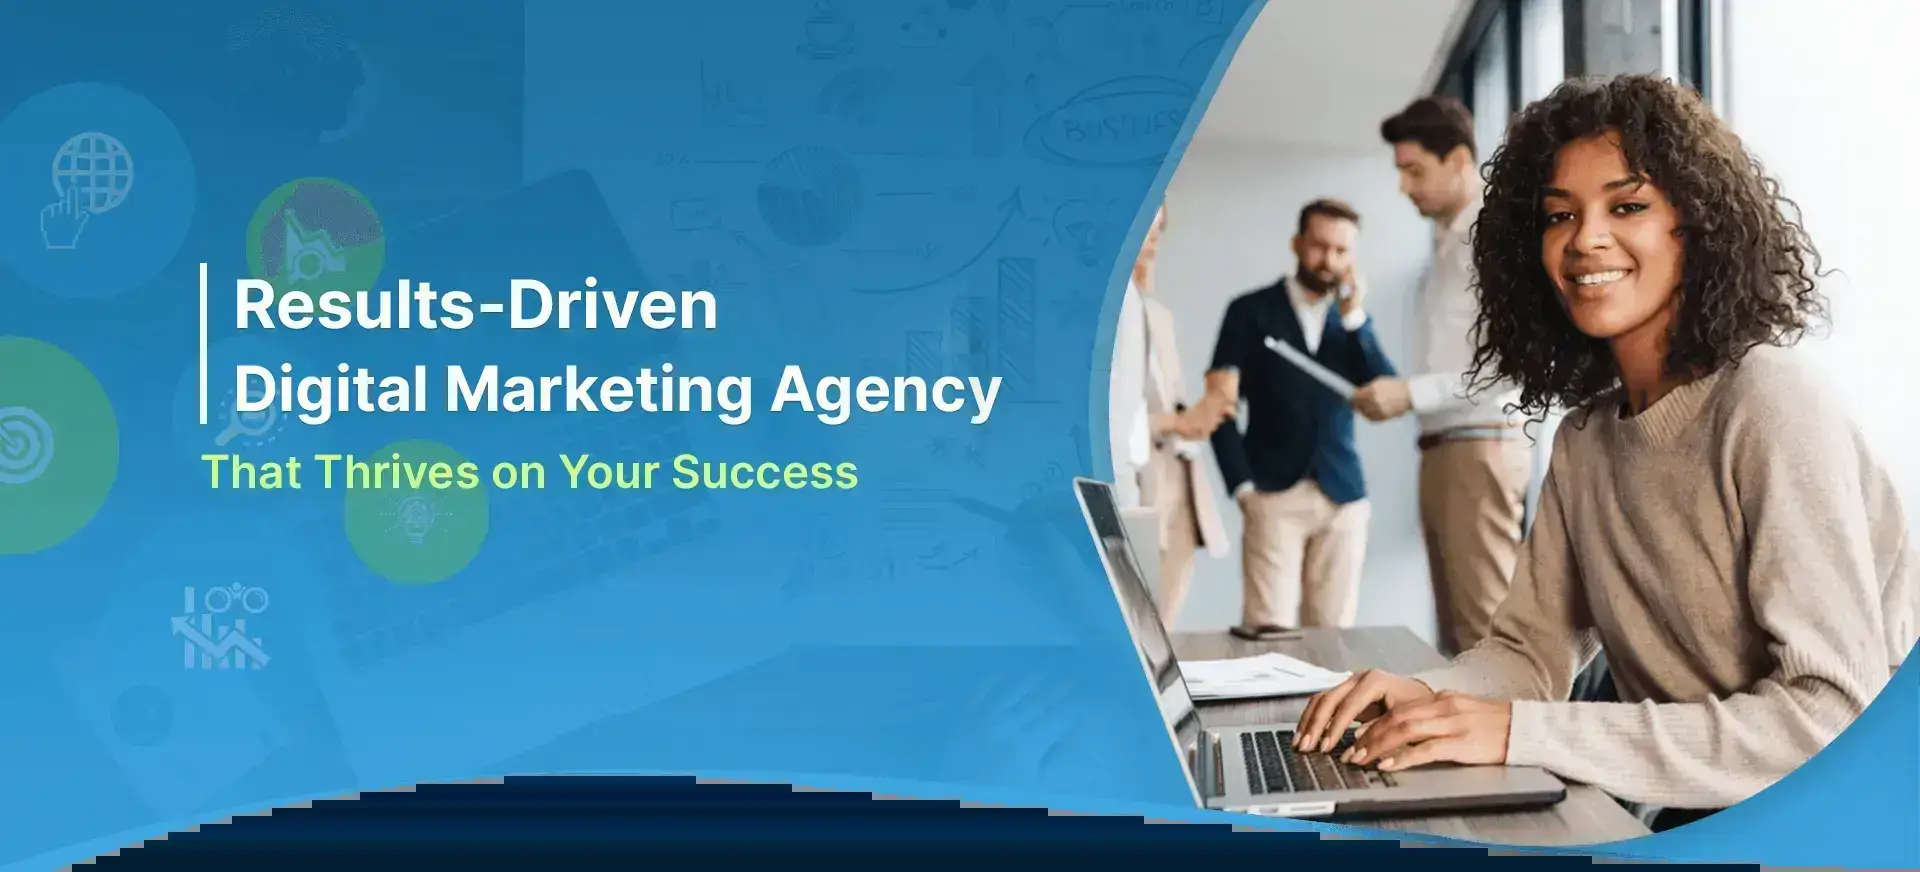 Results-Driven
Digital Marketing Agency
That Thrives on Your Success